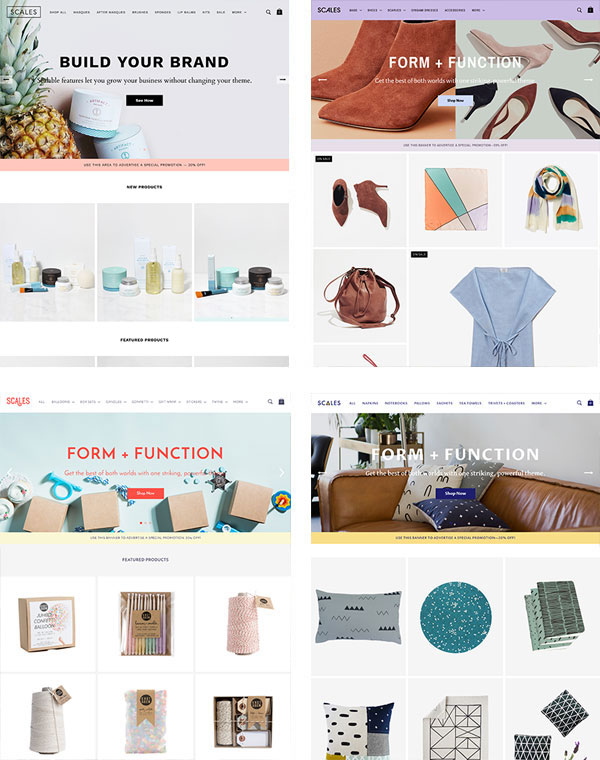 SCALES
SHOP ALL MASQUES AFTER MASQUES BRUSHES SPONGES LIP BALMS KITS SALE MORE
BUILD YOUR BRAND
features let you grow your business without changing your theme.
See More
USE THIS AREA TO ADVERTISE A SPECIAL PROMOTION — 20% OFF!
NEW PRODUCTS
FEATURED PRODUCTS
SCALES
SHOES SCARVES DRESSES ACCESSORIES MORE
FORM + FUNCTION
Get the best of both worlds with one striking, powerful theme.
Shop Now
USE THIS BANNER TO ADVERTISE A SPECIAL PROMOTION—20% OFF!
ON SALE
ON SALE
SCALES
ALL BALLOONS BOX SETS CANDLES CONFETTI GIFT WRAP STICKERS TWINE MORE
FORM + FUNCTION
Get the best of both worlds with one striking, powerful
Shop Now
USE THIS BANNER TO ADVERTISE A SPECIAL PROMOTION 20% OFF!
FEATURED PRODUCTS
JUMBO
CONFETTI
BALLOON
SCALES
ALL NAPKINS NOTEBOOKS PILLOWS SACHETS TEA TOWELS TRIVETS + COASTERS MORE
FORM + FUNCTION
Get the best of both worlds with one striking, powerful theme.
Shop Now
USE THIS BANNER TO ADVERTISE A SPECIAL PROMOTION—20% OFF!